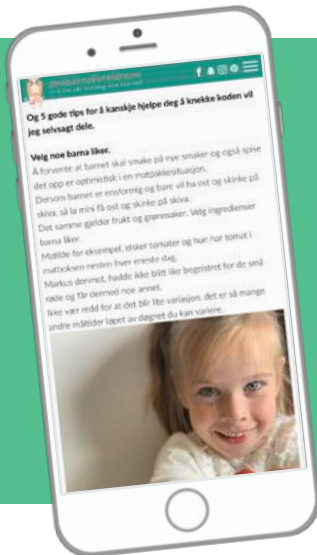 Og 5 gode tips for å kanskje hjelpe deg å knekke koden vil
jeg selvsagt dele.
Velg noe barna liker.
Å forvente at barnet skal smake på nye smaker og også spise
det opp er optimistisk i en matpakkesituasjon.
Dersom barnet er ensformig og bare vil ha ost og skinke på
skiva, så la mini få ost og skinke på skiva.
Det samme gjelder frukt og grønnsaker. Velg ingredienser
barna liker.
Matilde for eksempel, elsker tomater og hun har tomat i
matboksen nesten hver eneste dag.
Markus derimot, hadde ikke blitt like begeistret for de små
røde og får dermed noe annet.
Ikke vær redd for at det blir lite variasjon, det er så mange
andre måltider løpet av døgnet du kan variere.